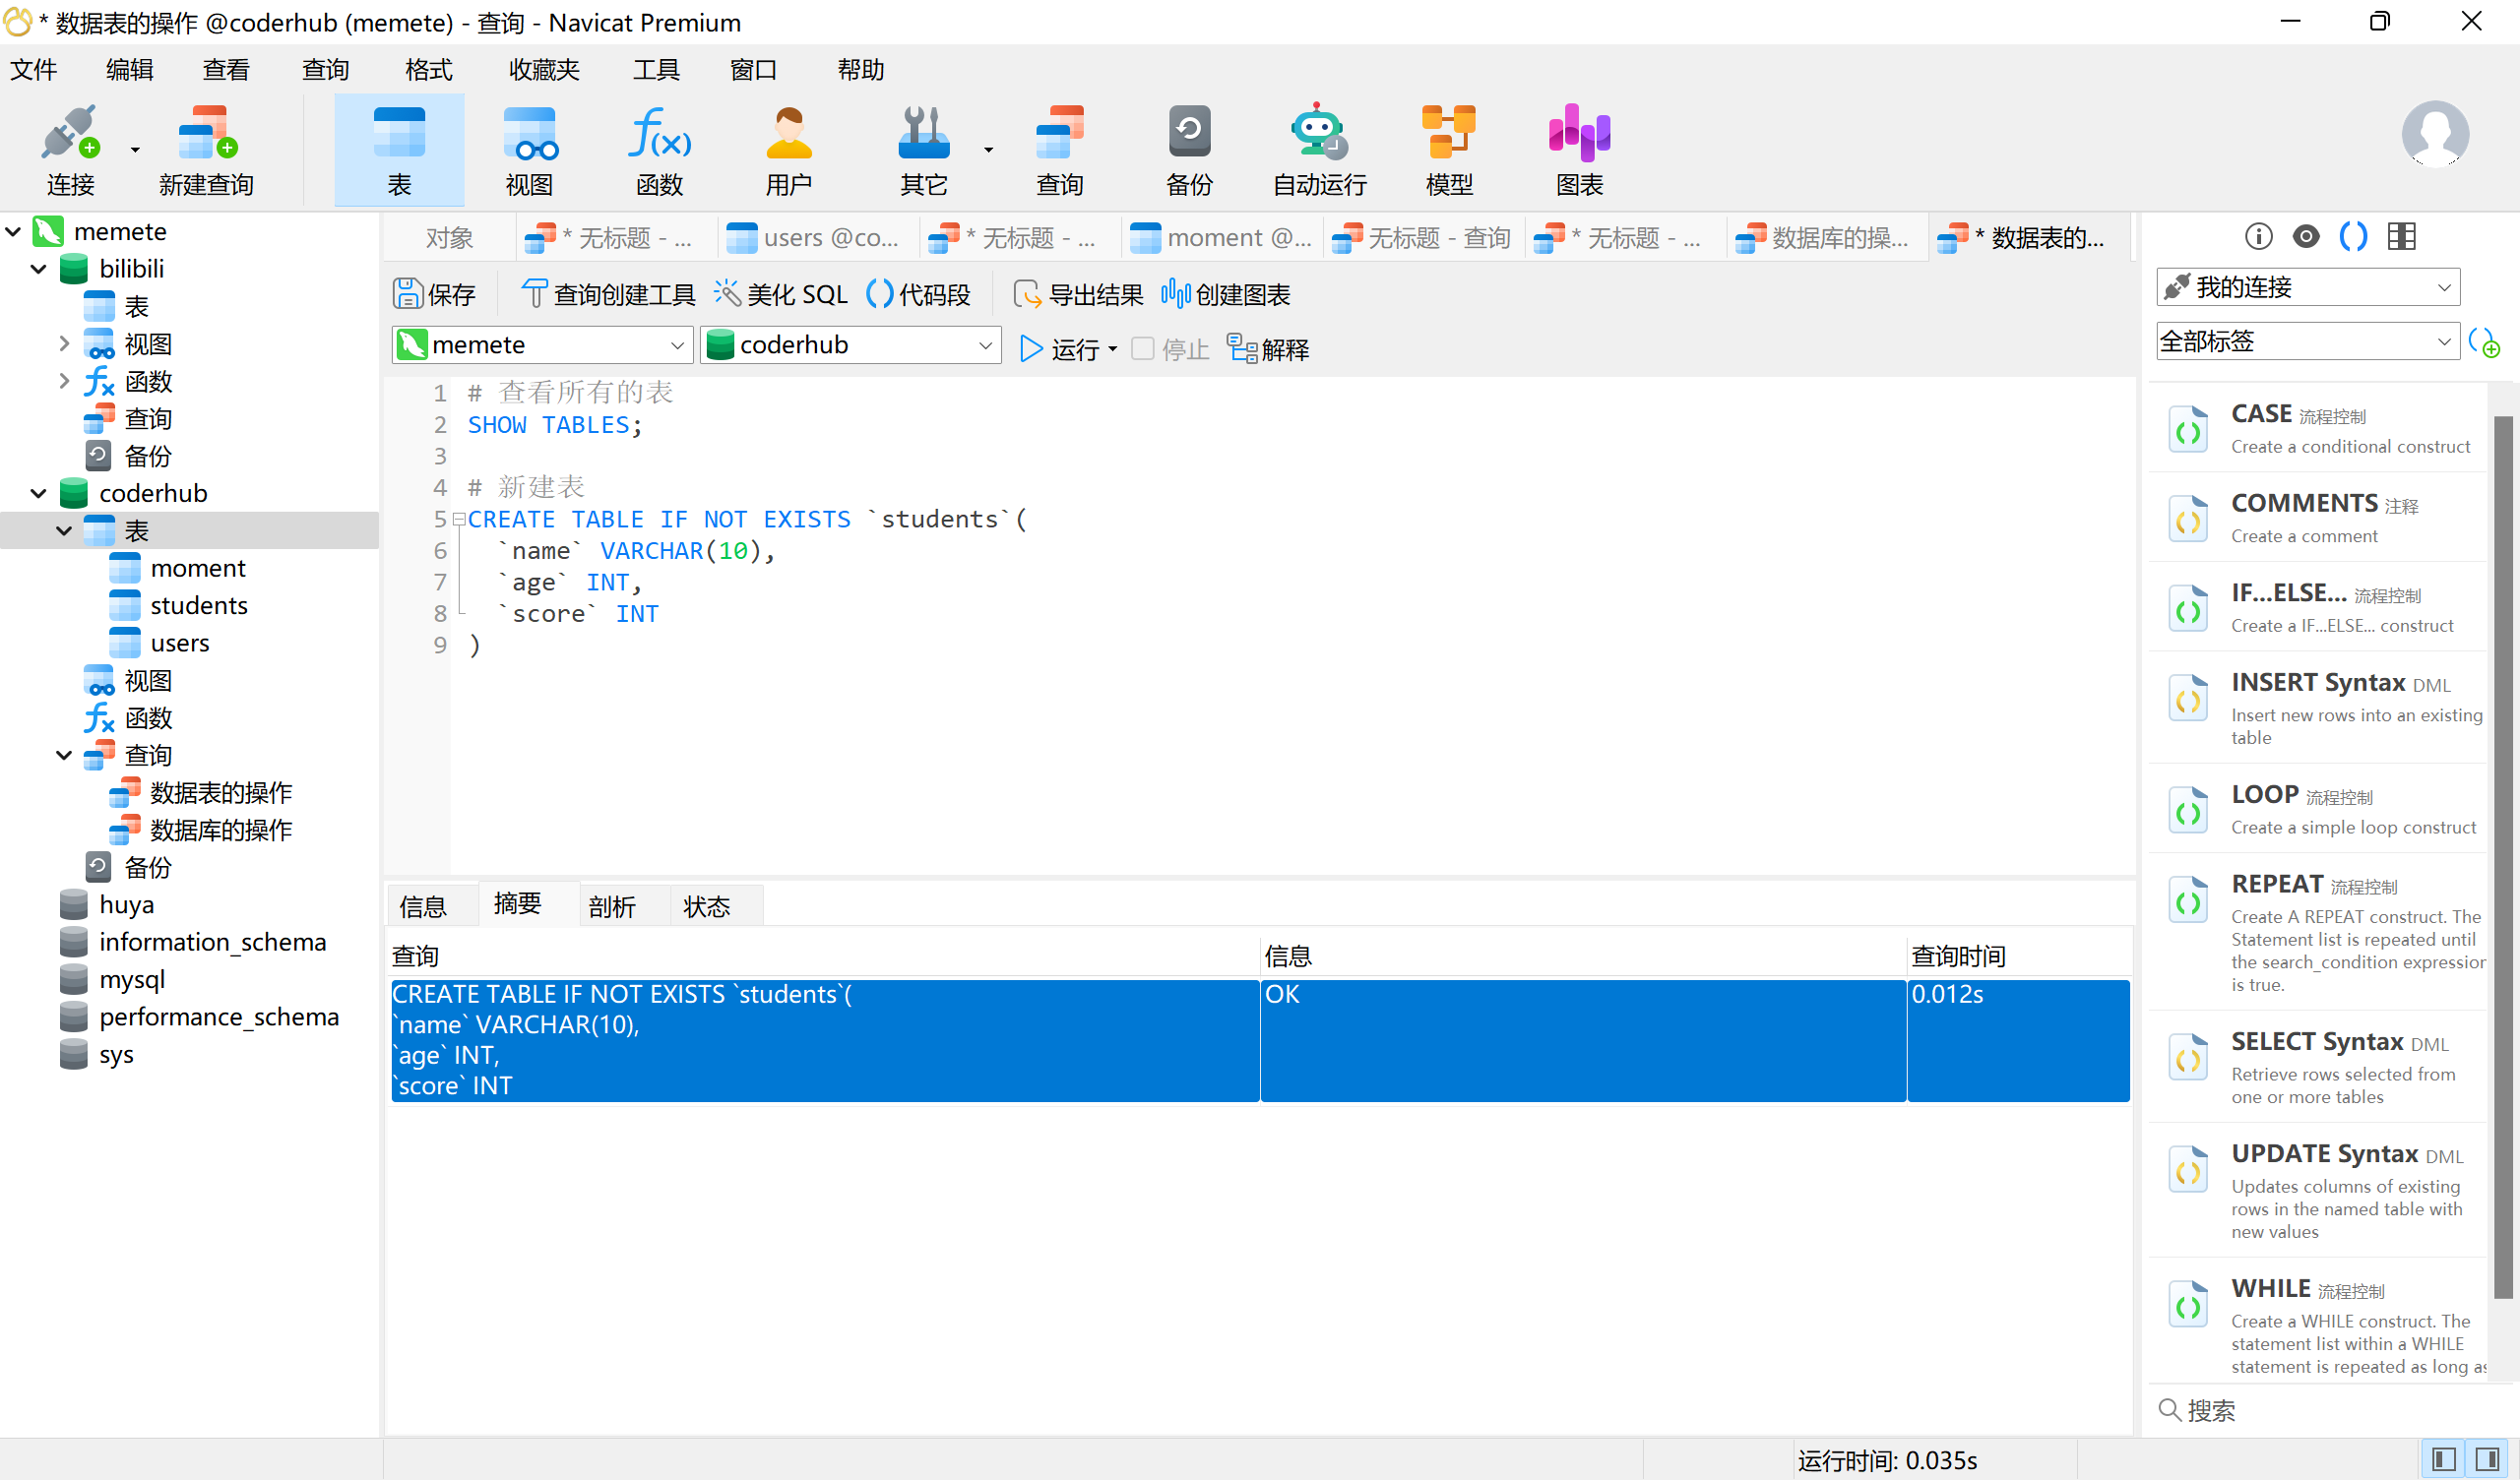 * 数据表的操作 @coderhub (memete) - 查询 - Navicat Premium
文件 编辑 查看 查询 格式 收藏夹 工具 窗口 帮助
连接 新建查询 表 视图 函数 用户 其它 查询 备份 自动运行 模型 图表
memete
bilibili
表
视图
函数
查询
备份
coderhub
表
moment
students
users
视图
函数
查询
数据表的操作
数据库的操作
备份
huya
information_schema
mysql
performance_schema
sys
对象 * 无标题 - ... users @co... * 无标题 - ... moment @... 无标题 - 查询 * 无标题 - ... 数据库的操... * 数据表的...
保存 查询创建工具 美化 SQL 代码段 导出结果 创建图表
memete coderhub 运行 停止 解释
1 # 查看所有的表
2 SHOW TABLES;
3
4 # 新建表
5 CREATE TABLE IF NOT EXISTS `students`(
6 `name` VARCHAR(10),
7 `age` INT,
8 `score` INT
9 )
信息 摘要 剖析 状态
查询 信息 查询时间
CREATE TABLE IF NOT EXISTS `students`( OK 0.012s
`name` VARCHAR(10),
`age` INT,
`score` INT
我的连接
全部标签
CASE 流程控制
Create a conditional construct
COMMENTS 注释
Create a comment
IF...ELSE... 流程控制
Create a IF...ELSE... construct
INSERT Syntax DML
Insert new rows into an existing
table
LOOP 流程控制
Create a simple loop construct
REPEAT 流程控制
Create A REPEAT construct. The
Statement list is repeated until
the search_condition expression
is true.
SELECT Syntax DML
Retrieve rows selected from
one or more tables
UPDATE Syntax DML
Updates columns of existing
rows in the named table with
new values
WHILE 流程控制
Create a WHILE construct. The
statement list within a WHILE
statement is repeated as long as
搜索
运行时间: 0.035s